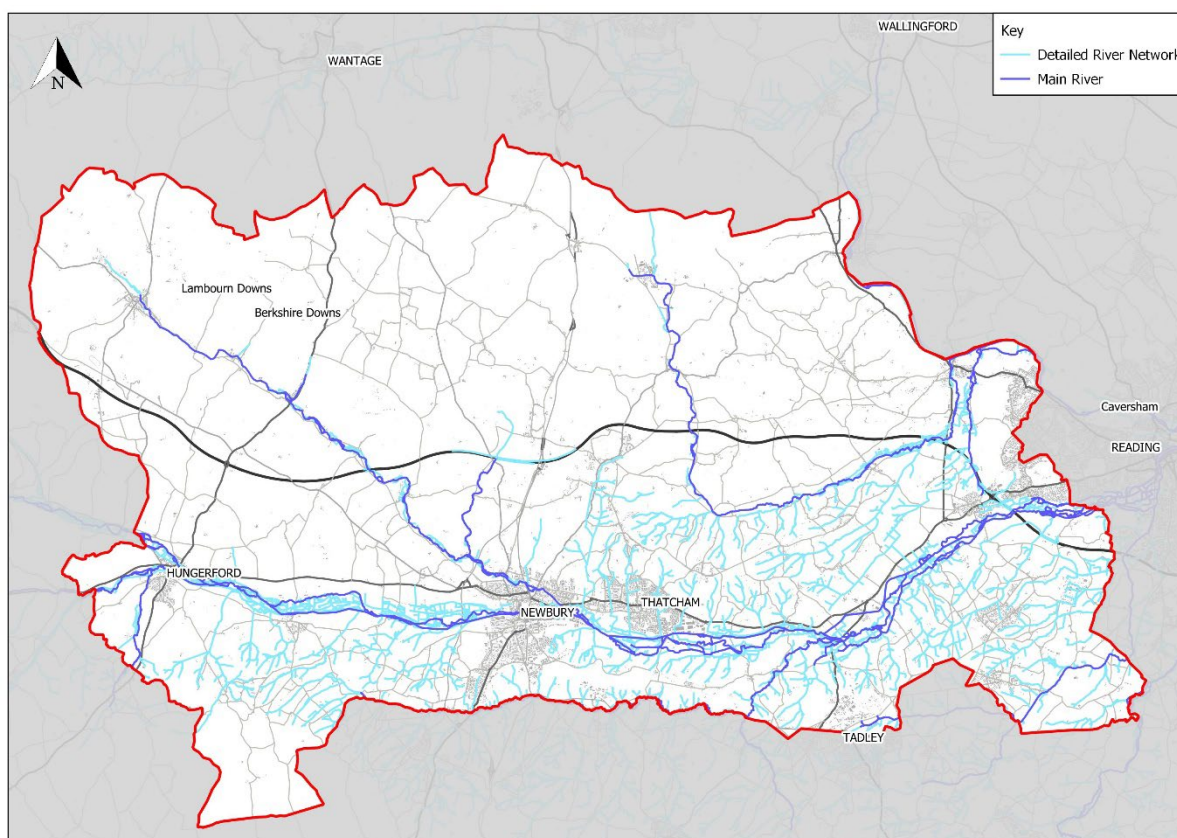 WALLINGFORD
Key
Detailed River Network
Main River
WANTAGE
N
Lambourn Downs
Berkshire Downs
Caversham
READING
HUNGERFORD
NEWBURY
THATCHAM
TADLEY